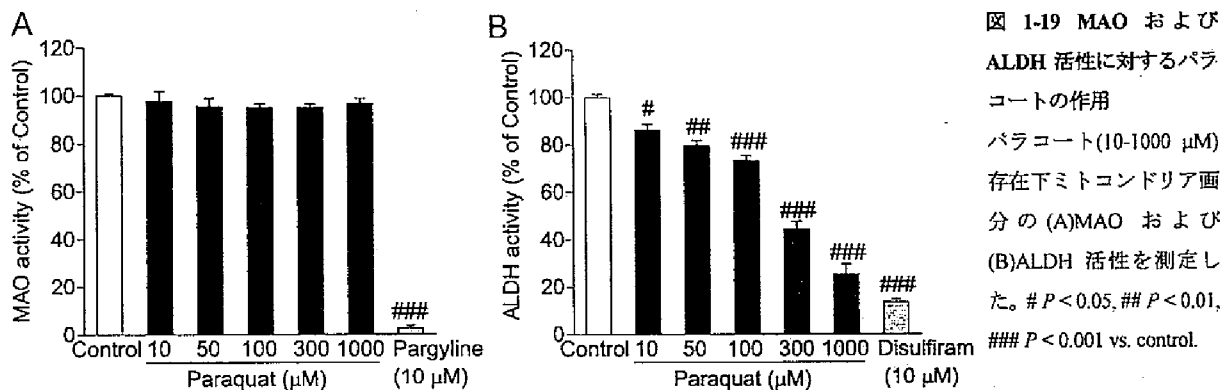 A
MAO activity (% of Control)
120
100
80
60
40
20
0
###
Control 10 50 100 300 1000 Pargyline
Paraquat (μM) (10 μM)
B
ALDH activity (% of Control)
120
100
80
60
40
20
0
#
##
###
###
###
###
Control 10 50 100 300 1000 Disulfiram
Paraquat (μM) (10 μM)
図 1-19 MAO および
ALDH 活性に対するパラ
コートの作用
パラコート(10-1000 μM)
存在下ミトコンドリア画
分の(A)MAO および
(B)ALDH 活性を測定し
た。# P < 0.05, ## P < 0.01,
### P < 0.001 vs. control.